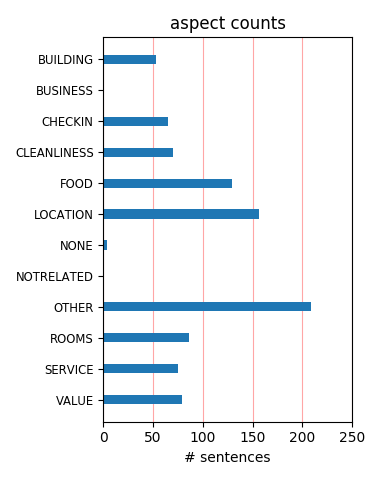 aspect counts
BUILDING
BUSINESS
CHECKIN
CLEANLINESS
FOOD
LOCATION
NONE
NOTRELATED
OTHER
ROOMS
SERVICE
VALUE
0 50 100 150 200 250
# sentences